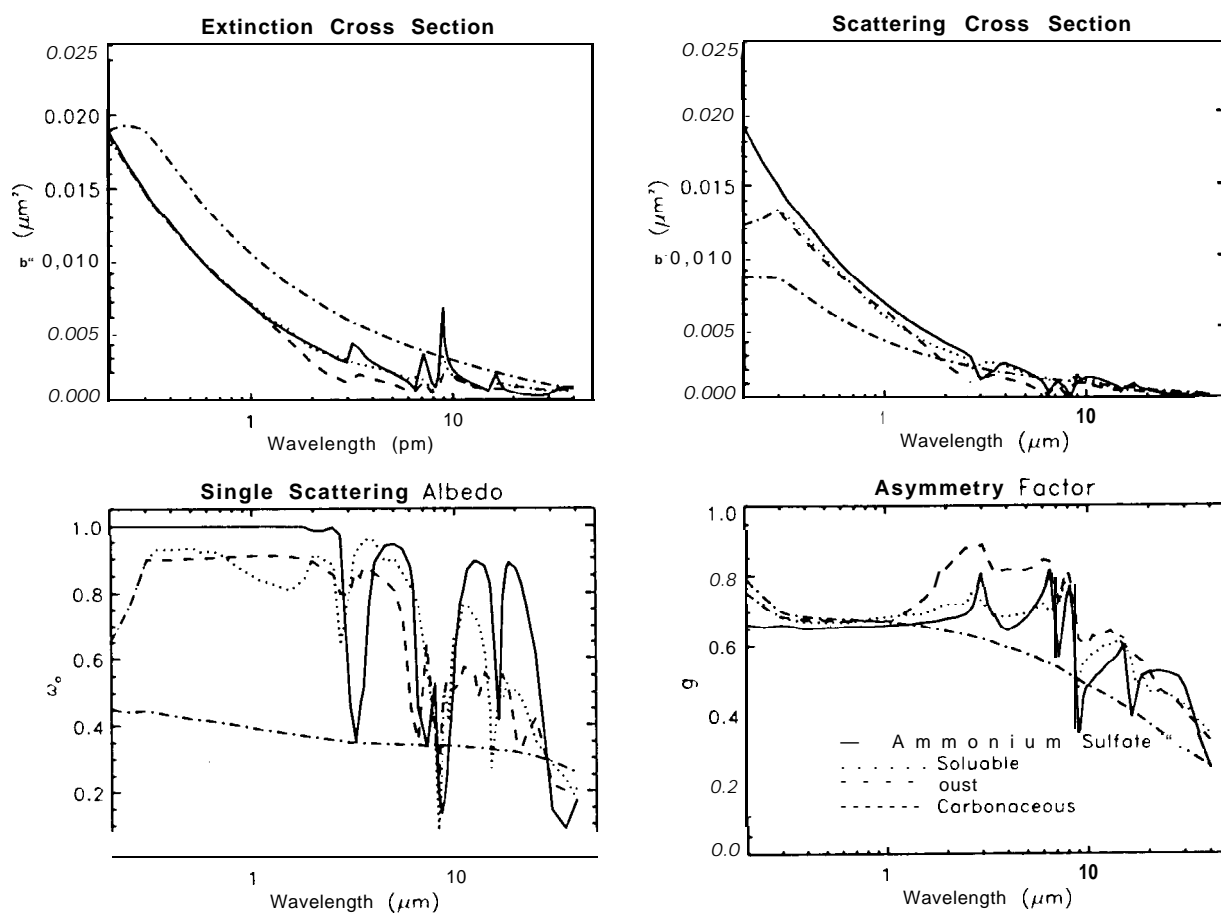 Extinction Cross Section
0.025
0.020
0.015
0,010
0.005
0.000
(μm²)
1
10
Wavelength (pm)
Scattering Cross Section
0.025
0.020
0.015
0,010
0.005
0.000
(μm²)
1
10
Wavelength (μm)
Single Scattering Albedo
1.0
0.8
0.6
0.4
0.2
ω₀
1
10
Wavelength (μm)
Asymmetry Factor
1.0
0.8
0.6
0.4
0.2
0.0
g
— Ammonium Sulfate "
Soluable
oust
Carbonaceous
1
10
Wavelength (μm)